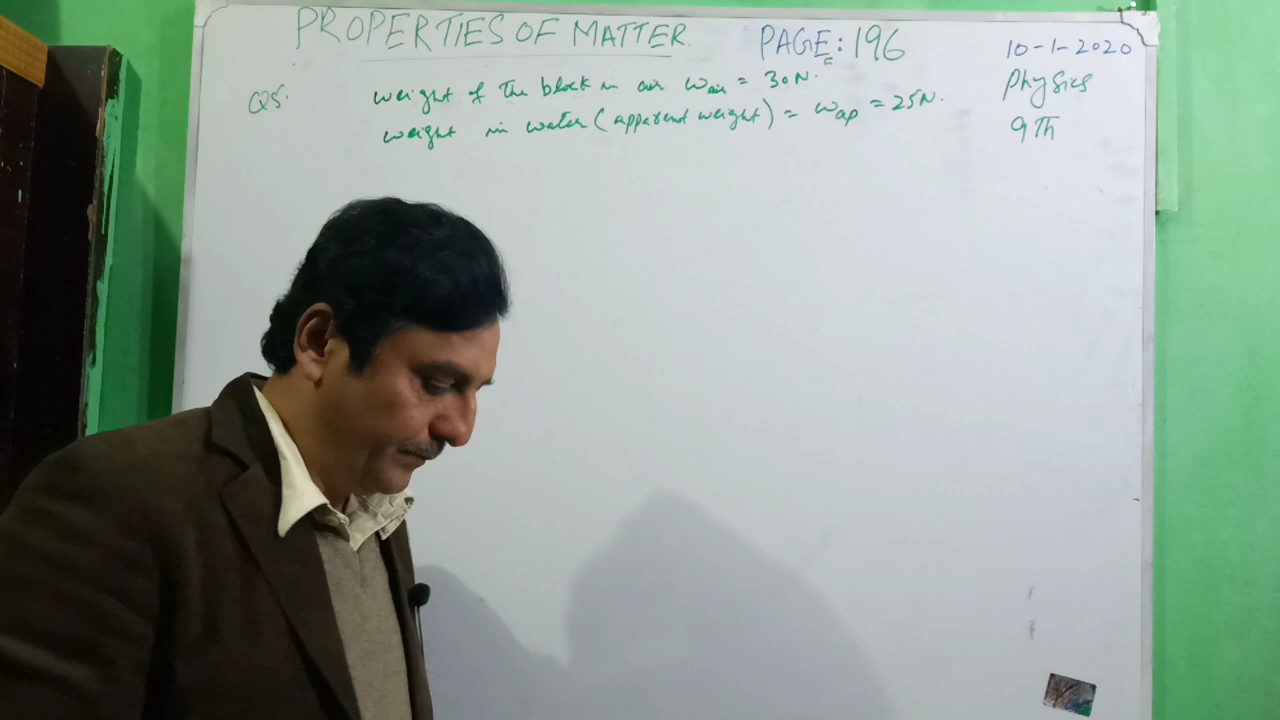 PROPERTIES OF MATTER PAGE: 196 10-1-2020
Physics
9Th
Q5. weight of the block in air wair = 30N.
weight in water (apparent weight) = wap = 25N.